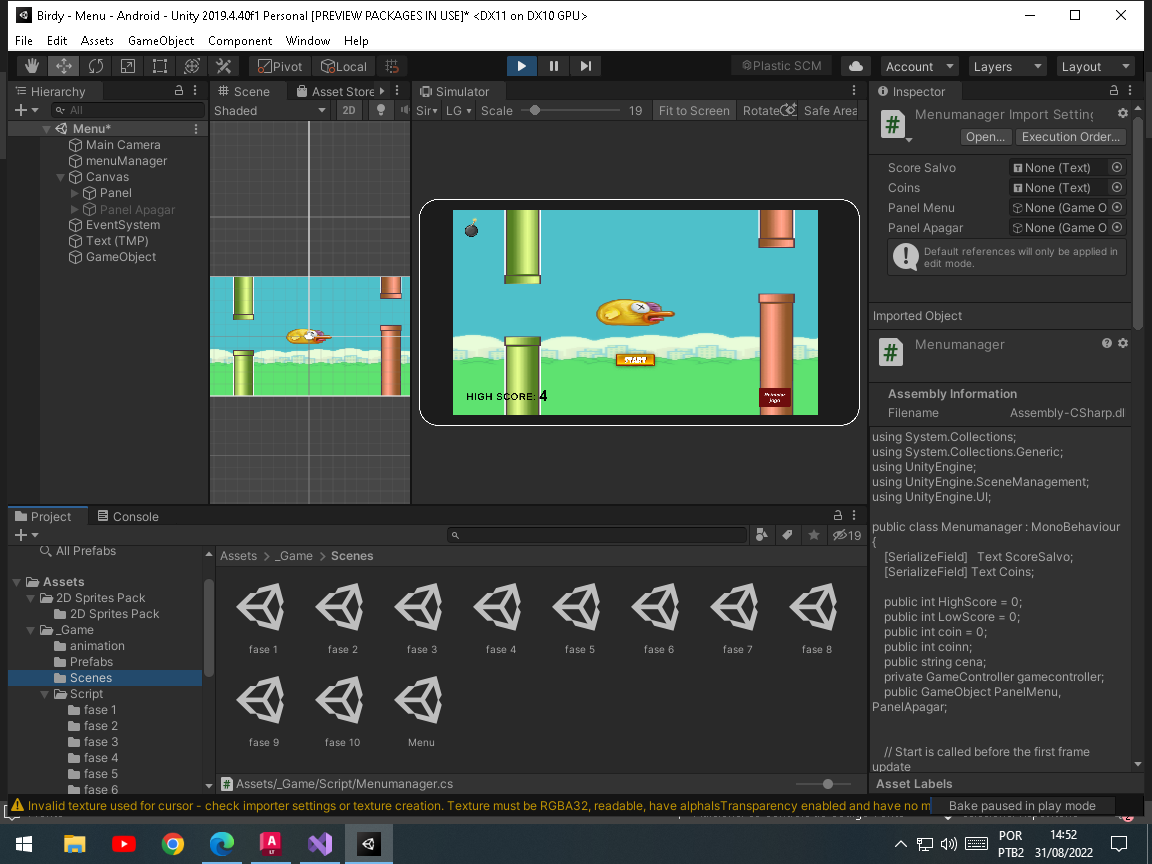 Birdy - Menu - Android - Unity 2019.4.40f1 Personal [PREVIEW PACKAGES IN USE]* <DX11 on DX10 GPU>
File Edit Assets GameObject Component Window Help
Pivot Local Plastic SCM Account Layers Layout
Hierarchy
All
Menu*
Main Camera
menuManager
Canvas
Panel
Panel Apagar
EventSystem
Text (TMP)
GameObject
Scene Asset Store
Shaded 2D
Simulator
Sir LG Scale 19 Fit to Screen Rotate Safe Area
START
HIGH SCORE: 4
Primeiro
jogo
Inspector
Menumanager Import Setting
Open... Execution Order...
Score Salvo None (Text)
Coins None (Text)
Panel Menu None (Game O
Panel Apagar None (Game O
Default references will only be applied in
edit mode.
Imported Object
Menumanager
Assembly Information
Filename Assembly-CSharp.dl
using System.Collections;
using System.Collections.Generic;
using UnityEngine;
using UnityEngine.SceneManagement;
using UnityEngine.UI;
public class Menumanager : MonoBehaviour
{
[SerializeField] Text ScoreSalvo;
[SerializeField] Text Coins;
public int HighScore = 0;
public int LowScore = 0;
public int coin = 0;
public int coinn;
public string cena;
private GameController gamecontroller;
public GameObject PanelMenu,
PanelApagar;
// Start is called before the first frame
update
Asset Labels
Project Console
19
All Prefabs
Assets
2D Sprites Pack
2D Sprites Pack
_Game
animation
Prefabs
Scenes
Script
fase 1
fase 2
fase 3
fase 4
fase 5
fase 6
Assets > _Game > Scenes
fase 1 fase 2 fase 3 fase 4 fase 5 fase 6 fase 7 fase 8
fase 9 fase 10 Menu
Assets/_Game/Script/Menumanager.cs
Invalid texture used for cursor - check importer settings or texture creation. Texture must be RGBA32, readable, have alphaIsTransparency enabled and have no m
Bake paused in play mode
POR
PTB2
14:52
31/08/2022